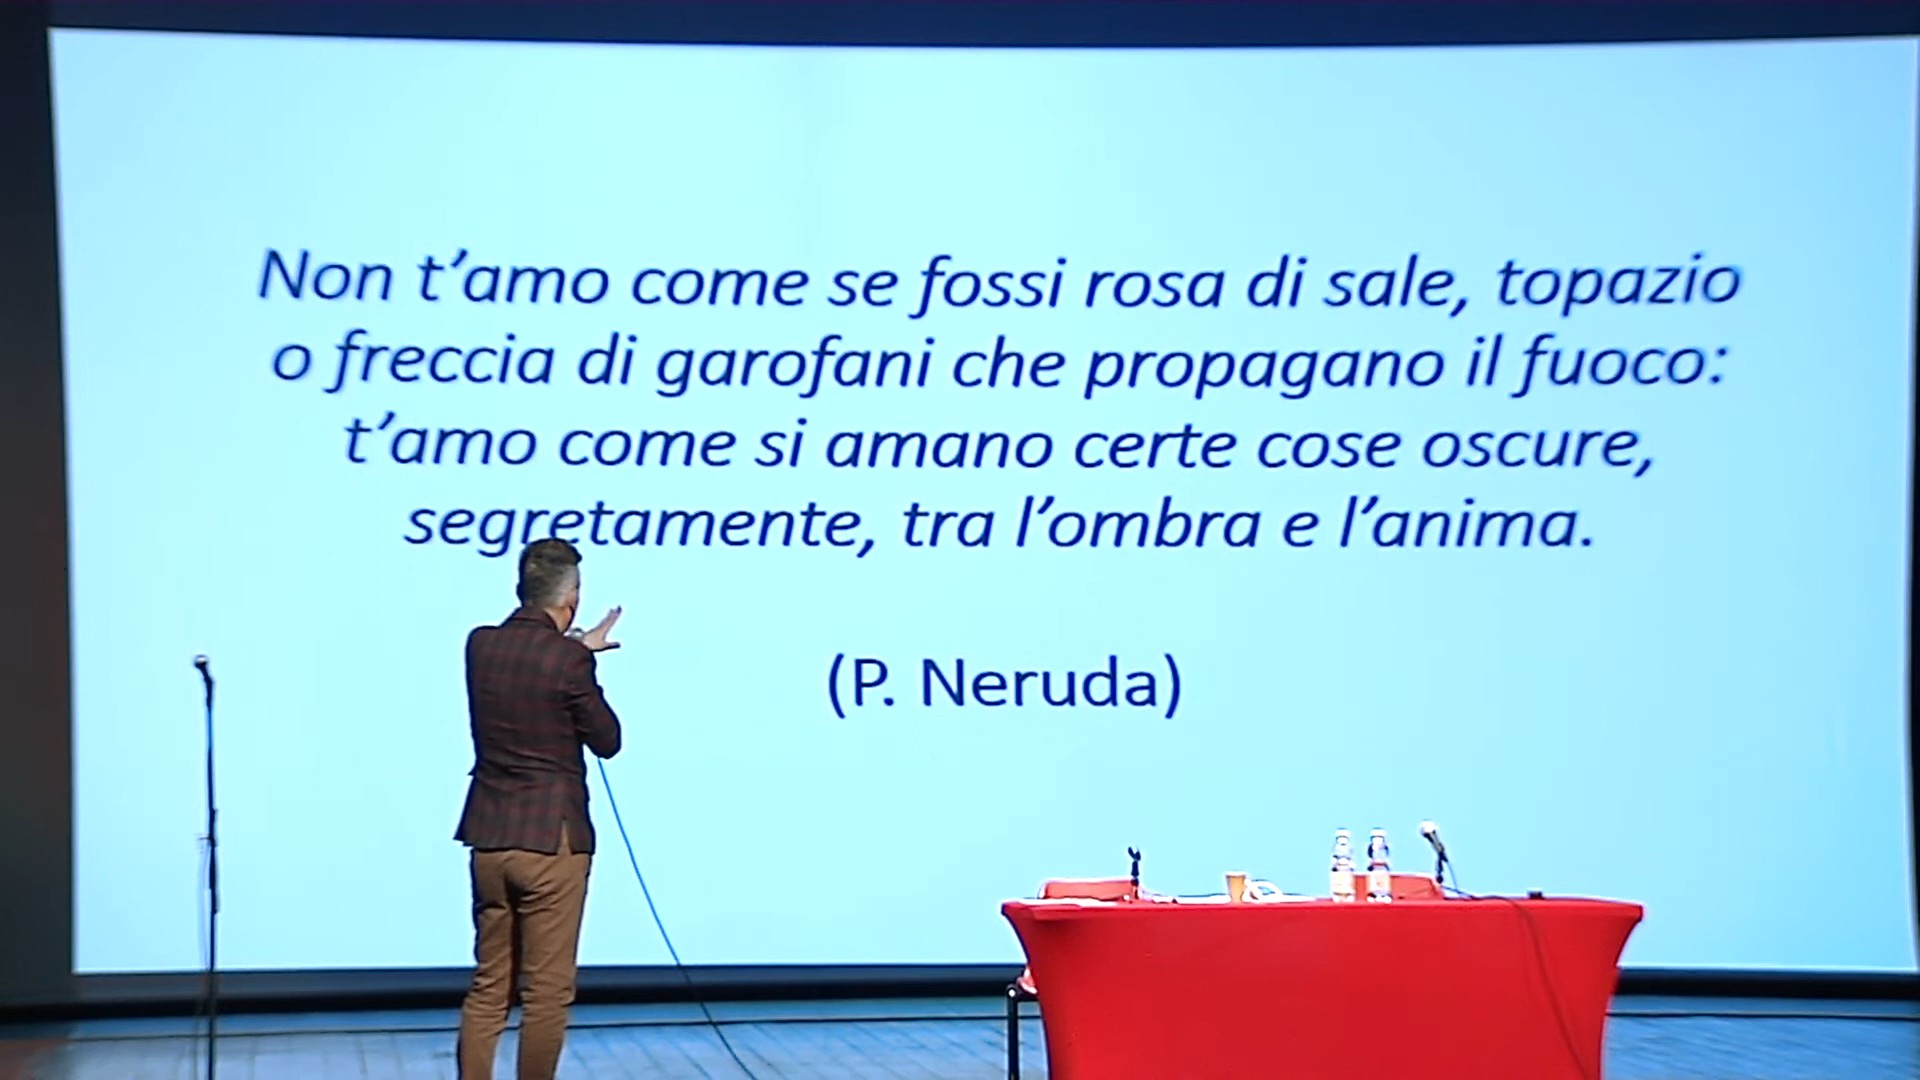 Non t’amo come se fossi rosa di sale, topazio
o freccia di garofani che propagano il fuoco:
t’amo come si amano certe cose oscure,
segretamente, tra l’ombra e l’anima.
(P. Neruda)